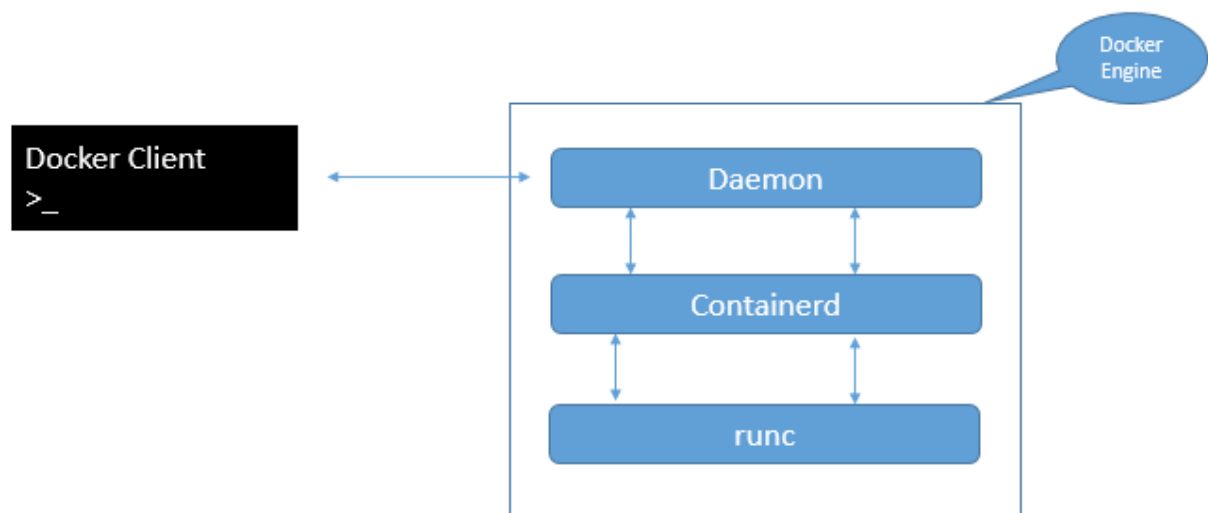 Docker
Engine
Docker Client
>_
Daemon
Containerd
runc